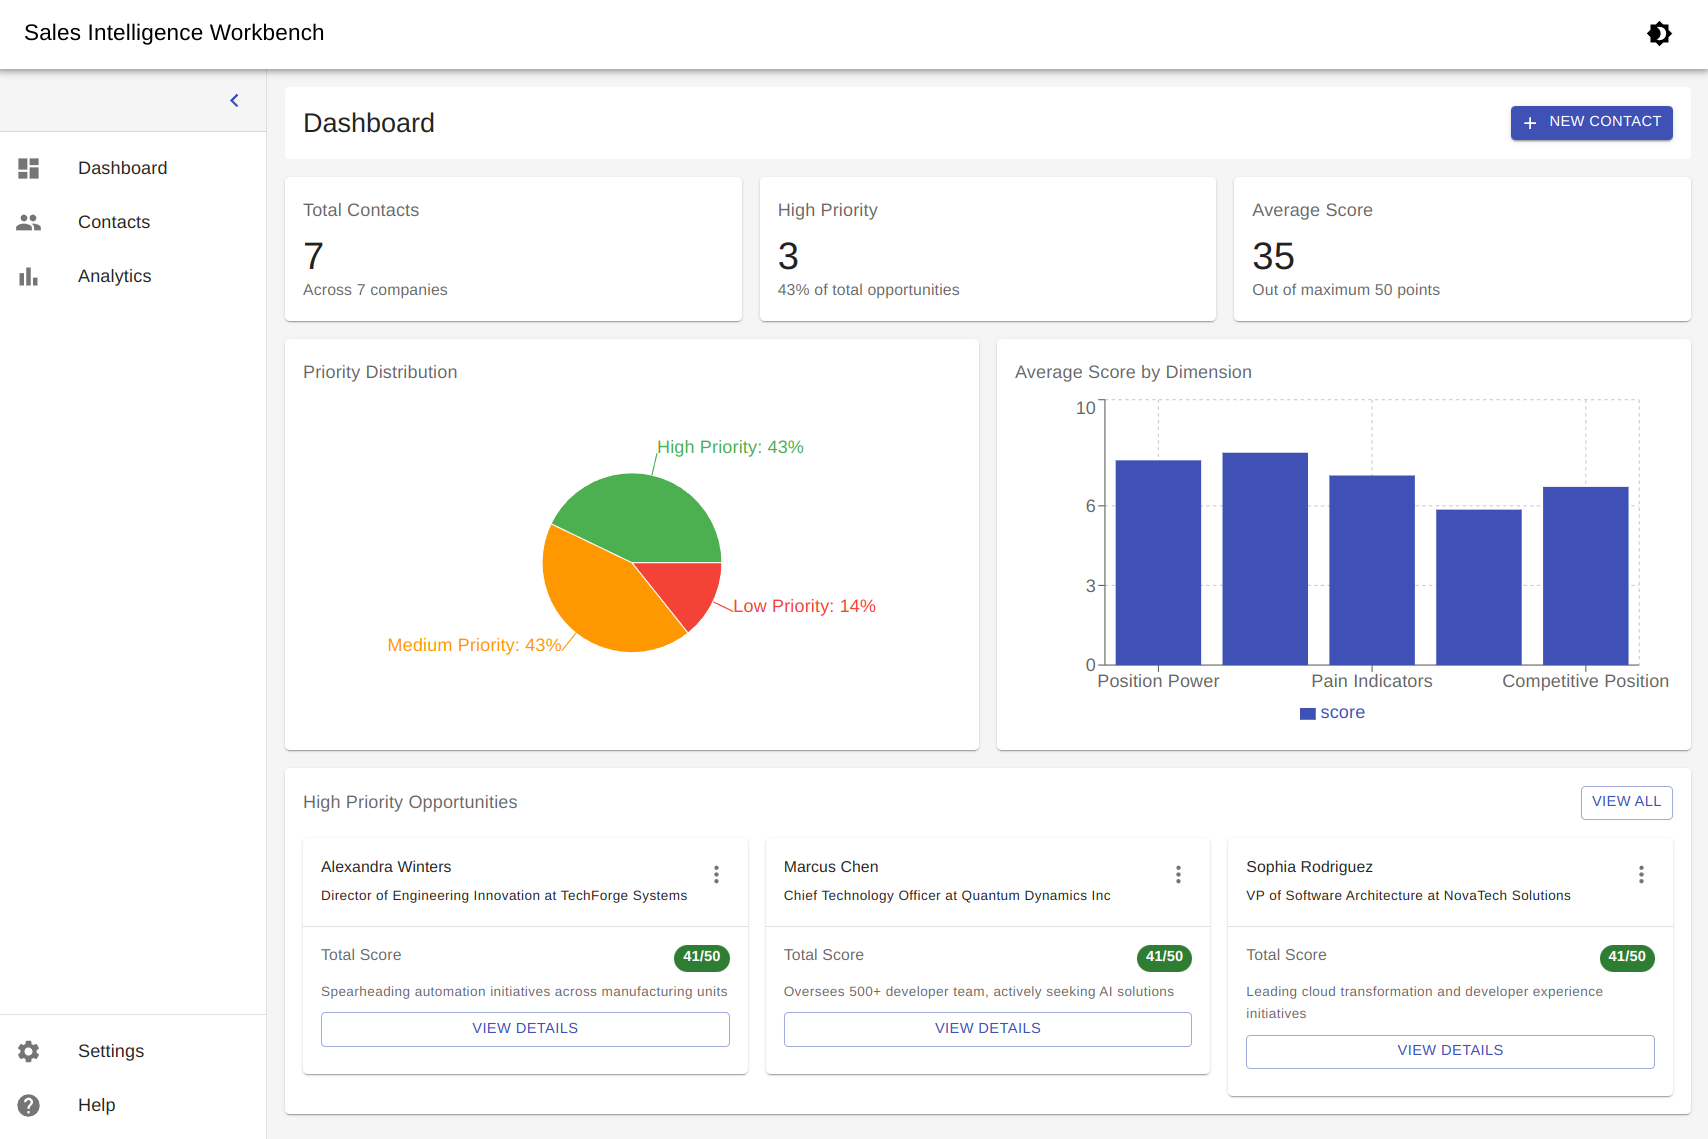 Sales Intelligence Workbench
Dashboard
Contacts
Analytics
Settings
Help
Dashboard
NEW CONTACT
Total Contacts
7
Across 7 companies
High Priority
3
43% of total opportunities
Average Score
35
Out of maximum 50 points
Priority Distribution
High Priority: 43%
Low Priority: 14%
Medium Priority: 43%
Average Score by Dimension
10
6
3
0
Position Power
Pain Indicators
Competitive Position
score
High Priority Opportunities
VIEW ALL
Alexandra Winters
Director of Engineering Innovation at TechForge Systems
Total Score
41/50
Spearheading automation initiatives across manufacturing units
VIEW DETAILS
Marcus Chen
Chief Technology Officer at Quantum Dynamics Inc
Total Score
41/50
Oversees 500+ developer team, actively seeking AI solutions
VIEW DETAILS
Sophia Rodriguez
VP of Software Architecture at NovaTech Solutions
Total Score
41/50
Leading cloud transformation and developer experience
initiatives
VIEW DETAILS